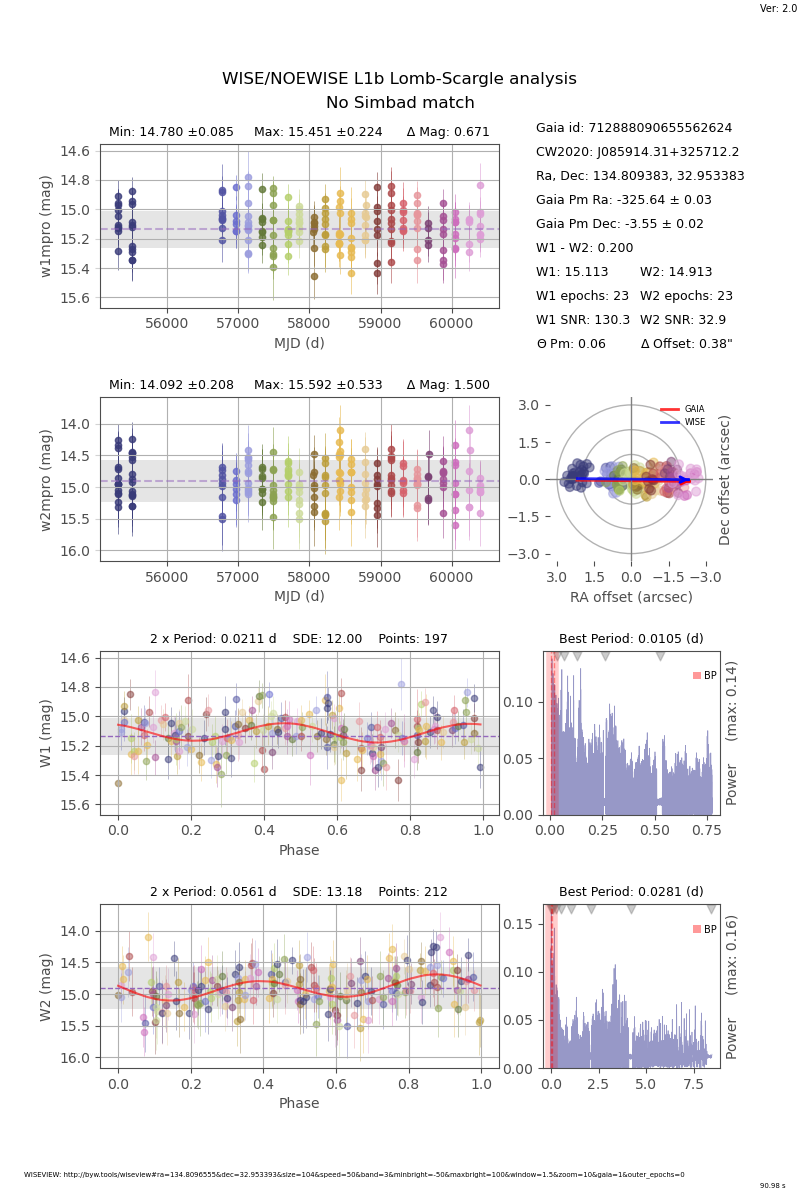 Ver: 2.0
WISE/NOEWISE L1b Lomb-Scargle analysis
No Simbad match
Min: 14.780 ±0.085 Max: 15.451 ±0.224 Δ Mag: 0.671
14.6
14.8
15.0
15.2
15.4
15.6
w1mpro (mag)
56000 57000 58000 59000 60000
MJD (d)
Gaia id: 712888090655562624
CW2020: J085914.31+325712.2
Ra, Dec: 134.809383, 32.953383
Gaia Pm Ra: -325.64 ± 0.03
Gaia Pm Dec: -3.55 ± 0.02
W1 - W2: 0.200
W1: 15.113 W2: 14.913
W1 epochs: 23 W2 epochs: 23
W1 SNR: 130.3 W2 SNR: 32.9
Θ Pm: 0.06 Δ Offset: 0.38"
Min: 14.092 ±0.208 Max: 15.592 ±0.533 Δ Mag: 1.500
14.0
14.5
15.0
15.5
16.0
w2mpro (mag)
56000 57000 58000 59000 60000
MJD (d)
GAIA
WISE
3.0
1.5
0.0
−1.5
−3.0
Dec offset (arcsec)
3.0 1.5 0.0 −1.5 −3.0
RA offset (arcsec)
2 x Period: 0.0211 d SDE: 12.00 Points: 197
14.6
14.8
15.0
15.2
15.4
15.6
W1 (mag)
0.0 0.2 0.4 0.6 0.8 1.0
Phase
Best Period: 0.0105 (d)
BP
0.10
0.05
0.00
Power (max: 0.14)
0.00 0.25 0.50 0.75
2 x Period: 0.0561 d SDE: 13.18 Points: 212
14.0
14.5
15.0
15.5
16.0
W2 (mag)
0.0 0.2 0.4 0.6 0.8 1.0
Phase
Best Period: 0.0281 (d)
BP
0.15
0.10
0.05
0.00
Power (max: 0.16)
0.0 2.5 5.0 7.5
WISEVIEW: http://byw.tools/wiseview#ra=134.8096555&dec=32.953393&size=104&speed=50&band=3&minbright=-50&maxbright=100&window=1.5&zoom=10&gaia=1&outer_epochs=0
90.98 s